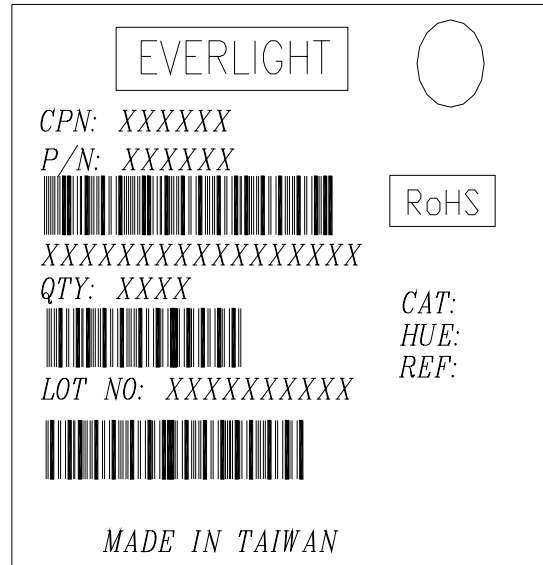 EVERLIGHT
CPN: XXXXXX
P/N: XXXXXX
RoHS
XXXXXXXXXXXXXXXXX
QTY: XXXX
CAT:
HUE:
REF:
LOT NO: XXXXXXXXXX
MADE IN TAIWAN